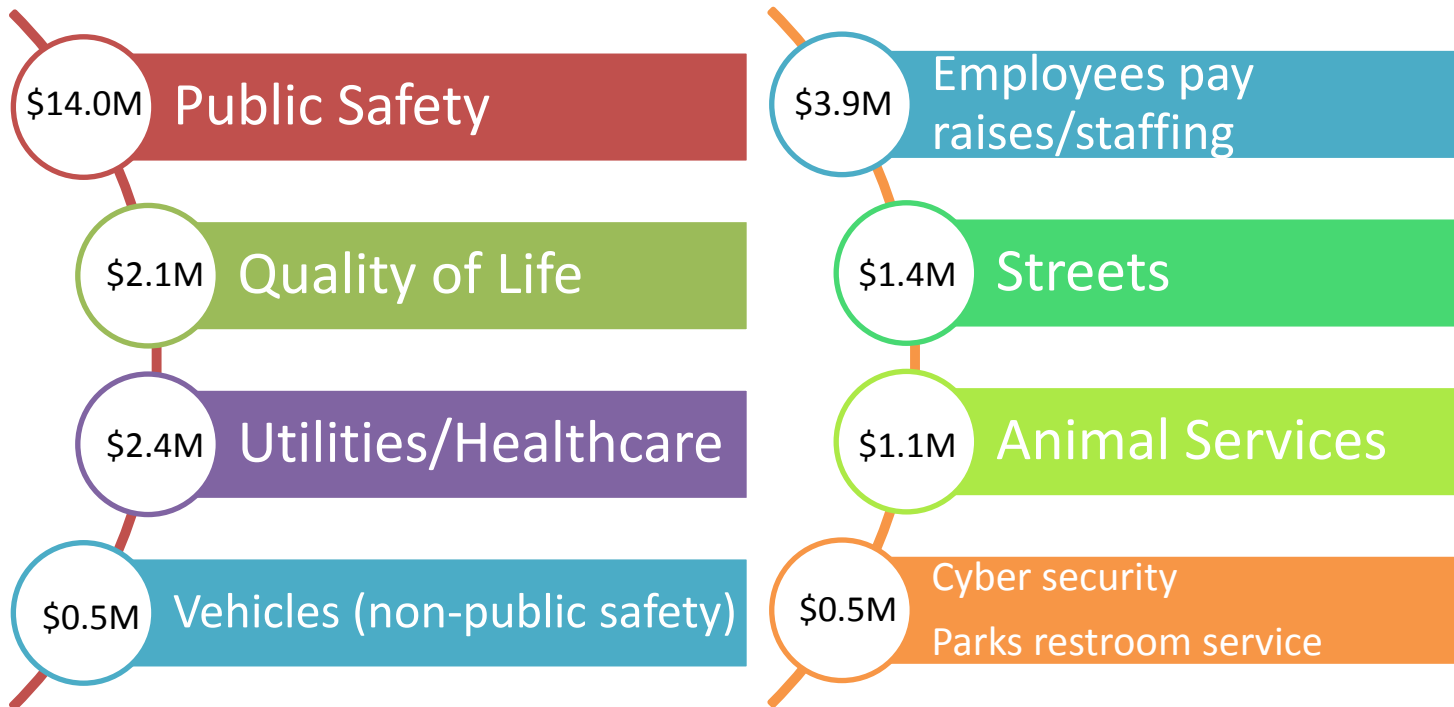 $14.0M Public Safety
$2.1M Quality of Life
$2.4M Utilities/Healthcare
$0.5M Vehicles (non-public safety)
$3.9M Employees pay
raises/staffing
$1.4M Streets
$1.1M Animal Services
$0.5M Cyber security
Parks restroom service